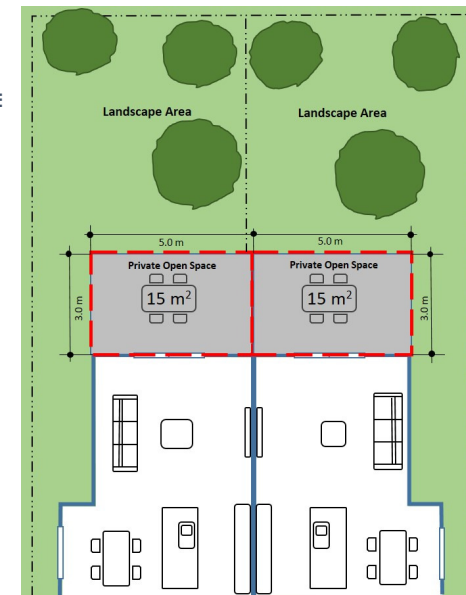 Landscape Area
Landscape Area
5.0 m
5.0 m
Private Open Space
Private Open Space
15 m²
15 m²
3.0 m
3.0 m